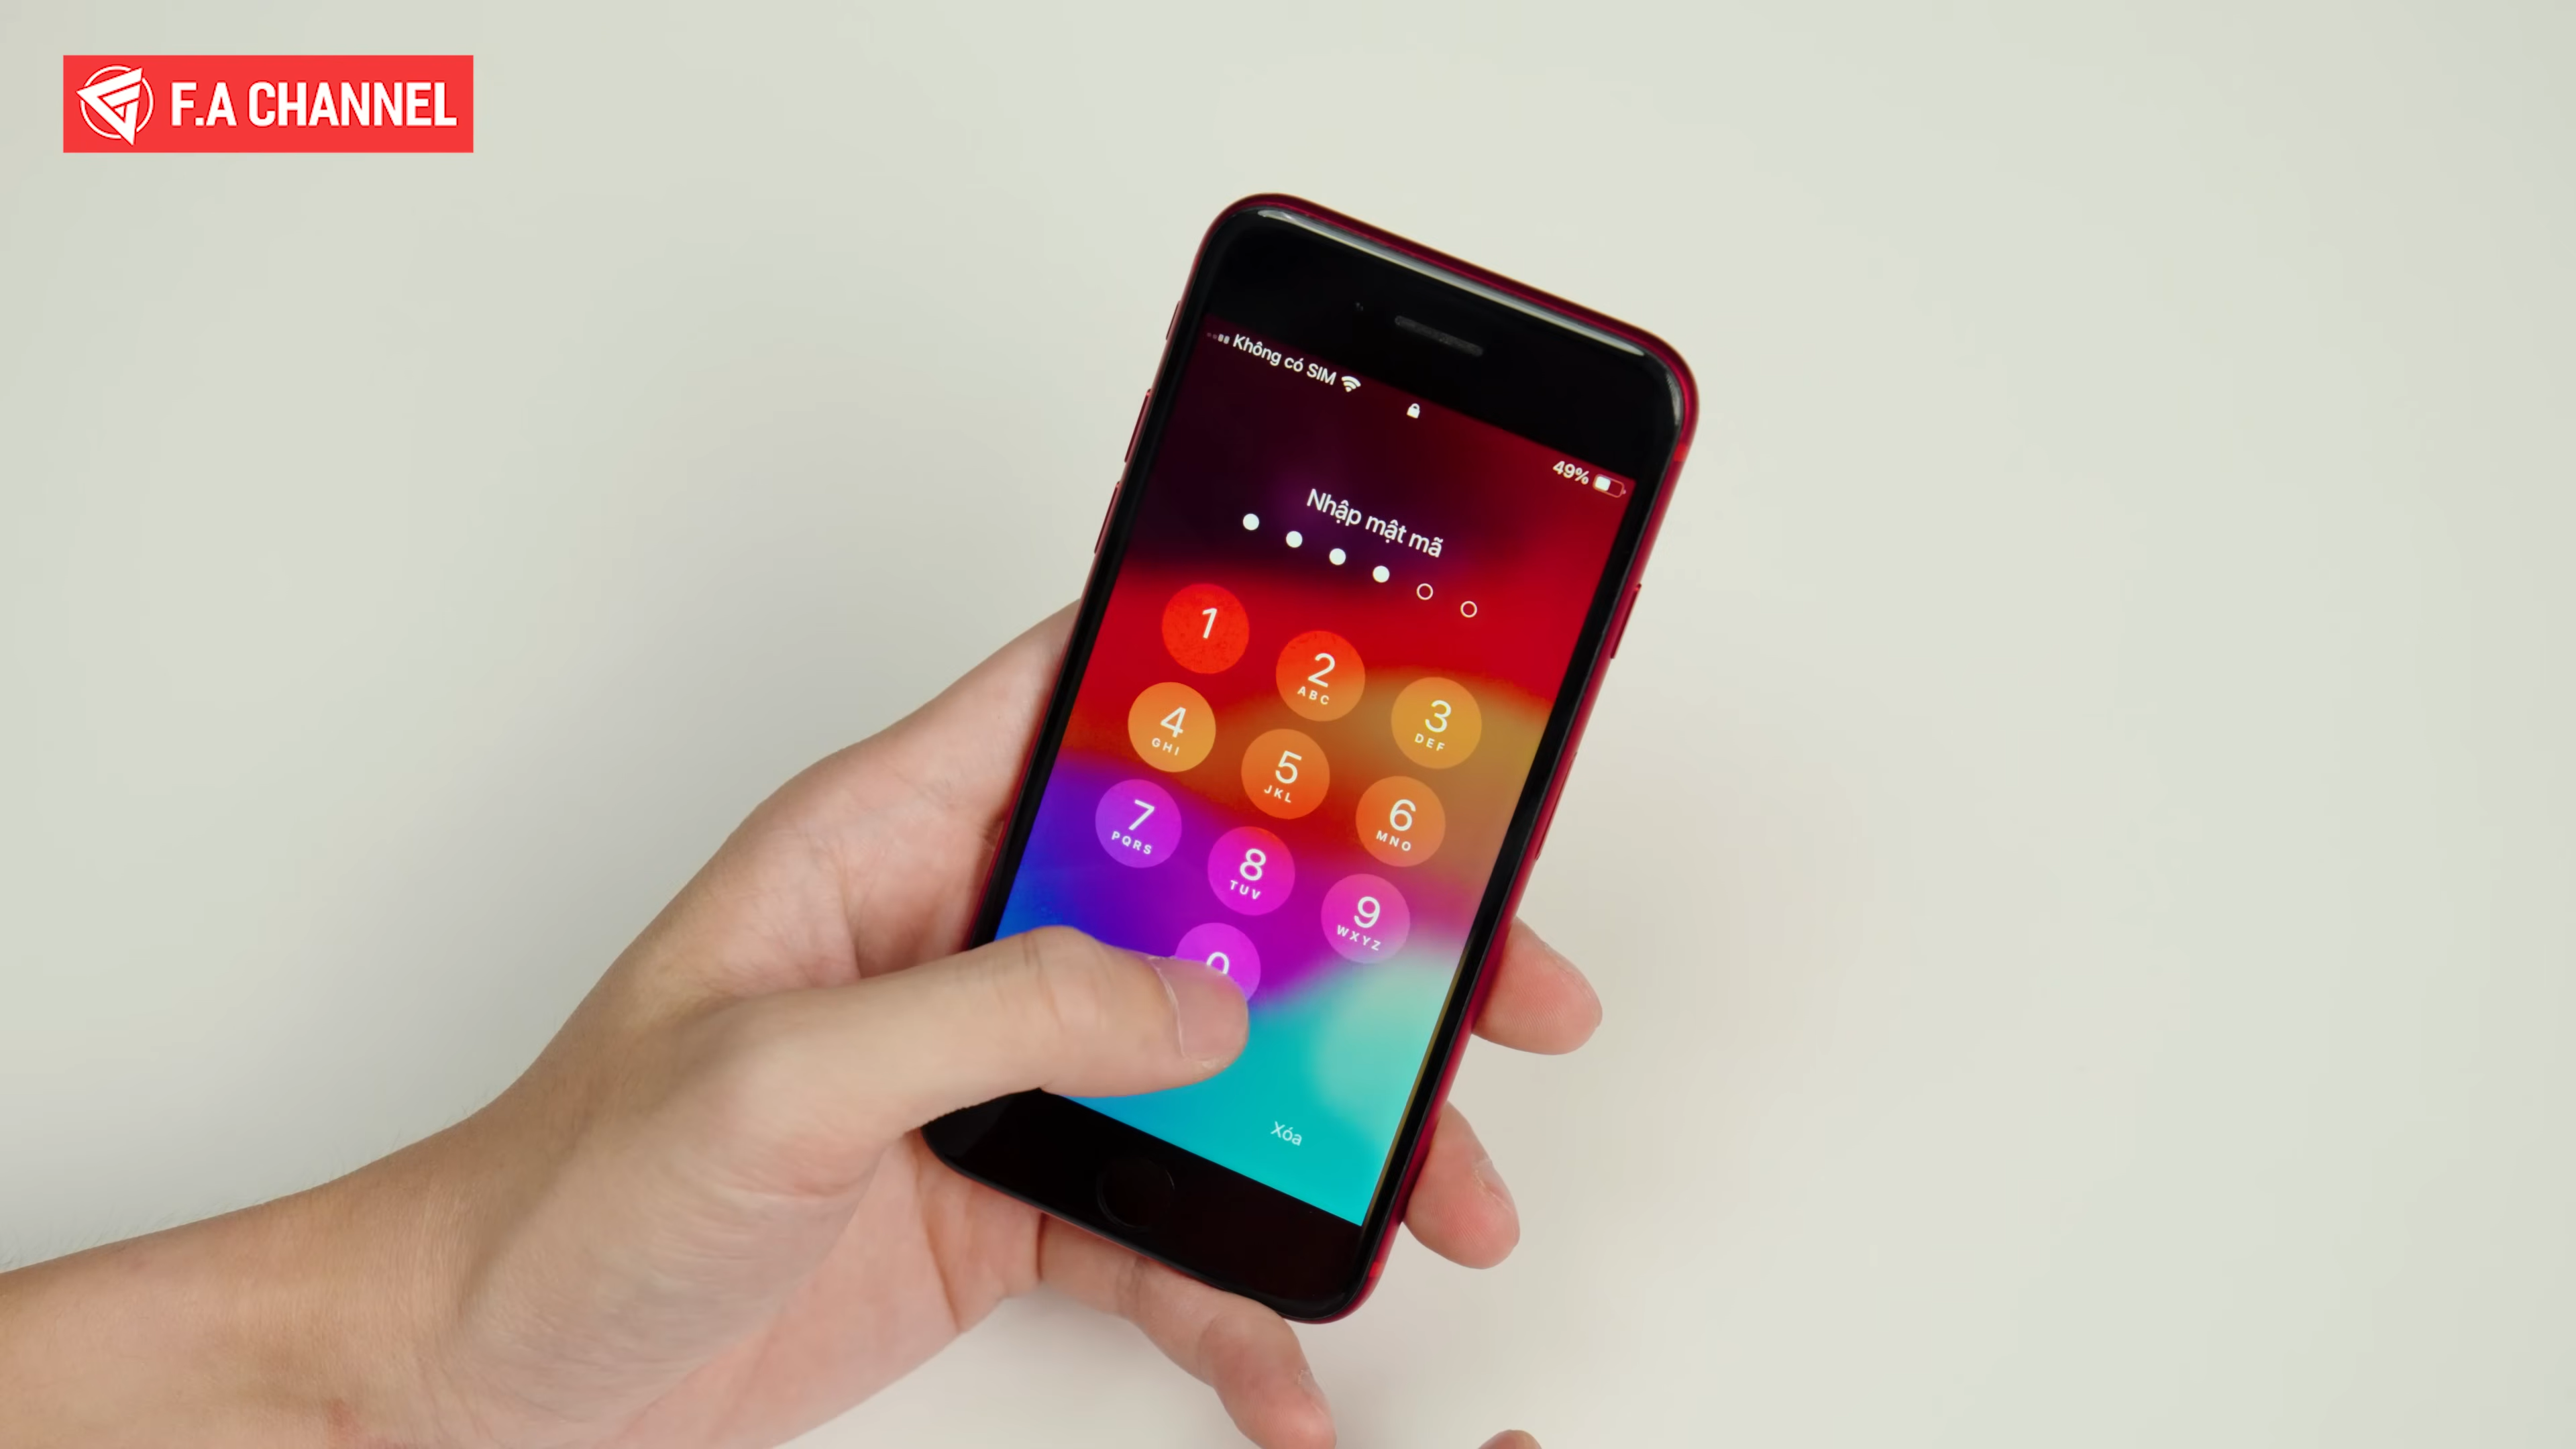 F.A CHANNEL
Không có SIM
49%
Nhập mật mã
1
2
ABC
3
DEF
4
GHI
5
JKL
6
MNO
7
PQRS
8
TUV
9
WXYZ
0
Xóa